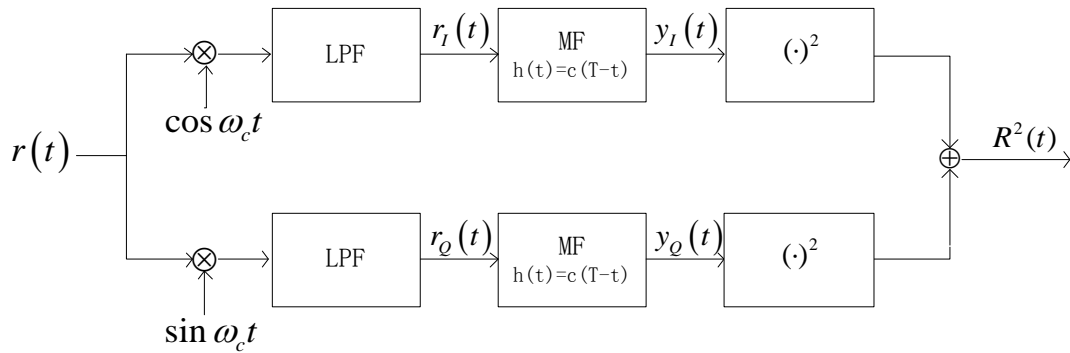 r_I(t)
y_I(t)
LPF
MF
h(t)=c(T-t)
(·)²
cos ω_c t
r(t)
R²(t)
r_Q(t)
y_Q(t)
LPF
MF
h(t)=c(T-t)
(·)²
sin ω_c t